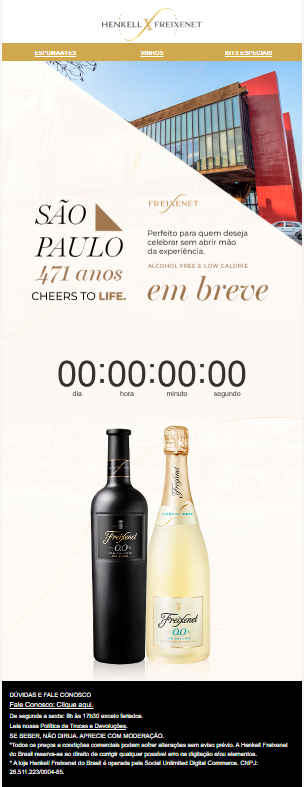 HENKELL FREIXENET
ESPUMANTES VINHOS KITS ESPECIAIS
SÃO
PAULO
471 anos
CHEERS TO LIFE.
FREIXENET
Perfeito para quem deseja
celebrar sem abrir mão
da experiência.
ALCOHOL FREE E LOW CALORIE
em breve
00:00:00:00
dia hora minuto segundo
Freixenet
0.0%
Freixenet
Freixenet
0.0%
DÚVIDAS E FALE CONOSCO
Fale Conosco: Clique aqui.
De segunda a sexta: 8h às 17h30 exceto feriados.
Leia nossa Política de Trocas e Devoluções.
SE BEBER, NÃO DIRIJA. APRECIE COM MODERAÇÃO.
*Todos os preços e condições comerciais podem sofrer alterações sem aviso prévio. A Henkell Freixenet
do Brasil reserva-se ao direito de corrigir qualquer possível erro na digitação e/ou elementos.
* A loja Henkell Freixenet do Brasil é operada pela Social Unlimited Digital Commerce. CNPJ:
28.511.223/0004-85.